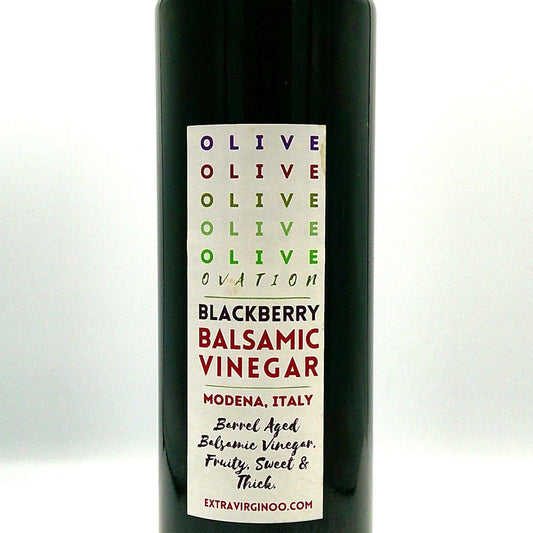 OLIVE
OLIVE
OLIVE
OLIVE
OLIVE
OVATION
BLACKBERRY
BALSAMIC
VINEGAR
MODENA, ITALY
Barrel Aged
Balsamic Vinegar.
Fruity, Sweet &
Thick.
EXTRAVIRGINOO.COM